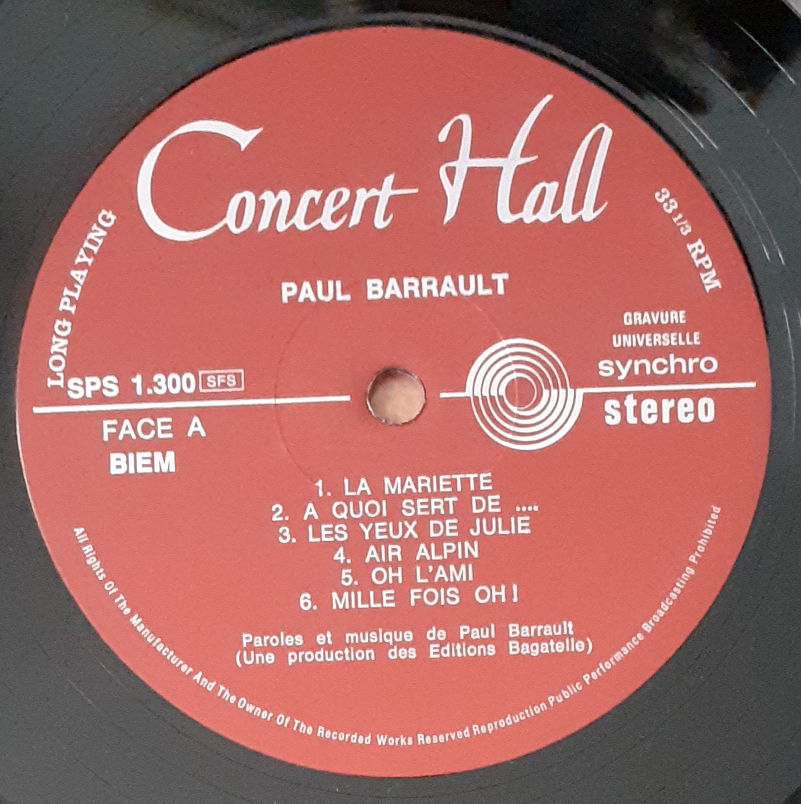 Concert Hall
LONG PLAYING
33 1/3 RPM
PAUL BARRAULT
GRAVURE
UNIVERSELLE
synchro
stereo
SPS 1.300 SFS
FACE A
BIEM
1. LA MARIETTE
2. A QUOI SERT DE ....
3. LES YEUX DE JULIE
4. AIR ALPIN
5. OH L'AMI
6. MILLE FOIS OH!
Paroles et musique de Paul Barrault
(Une production des Editions Bagatelle)
All Rights Of The Manufacturer And The Owner Of The Recorded Works Reserved Reproduction Public Performance Broadcasting Prohibited